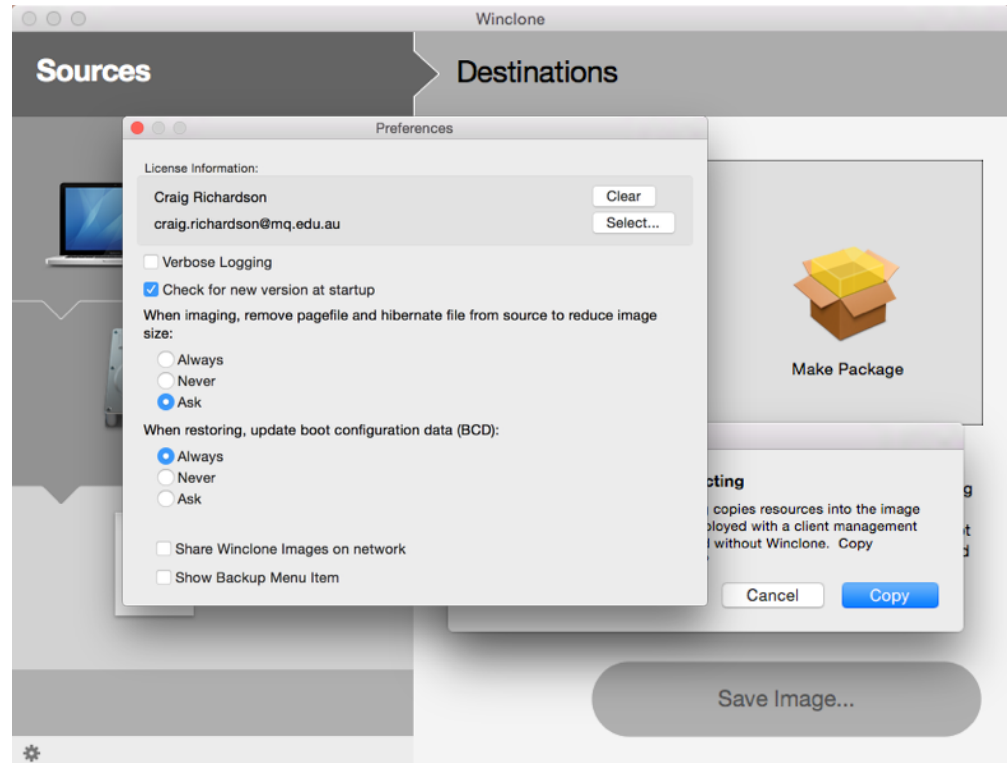 Winclone
Sources
Destinations
Preferences
License Information:
Craig Richardson
Clear
craig.richardson@mq.edu.au
Select...
Verbose Logging
Check for new version at startup
When imaging, remove pagefile and hibernate file from source to reduce image
size:
Always
Never
Ask
When restoring, update boot configuration data (BCD):
Always
Never
Ask
Share Winclone Images on network
Show Backup Menu Item
Make Package
copies resources into the image
with a client management
without Winclone. Copy
Cancel
Copy
Save Image...